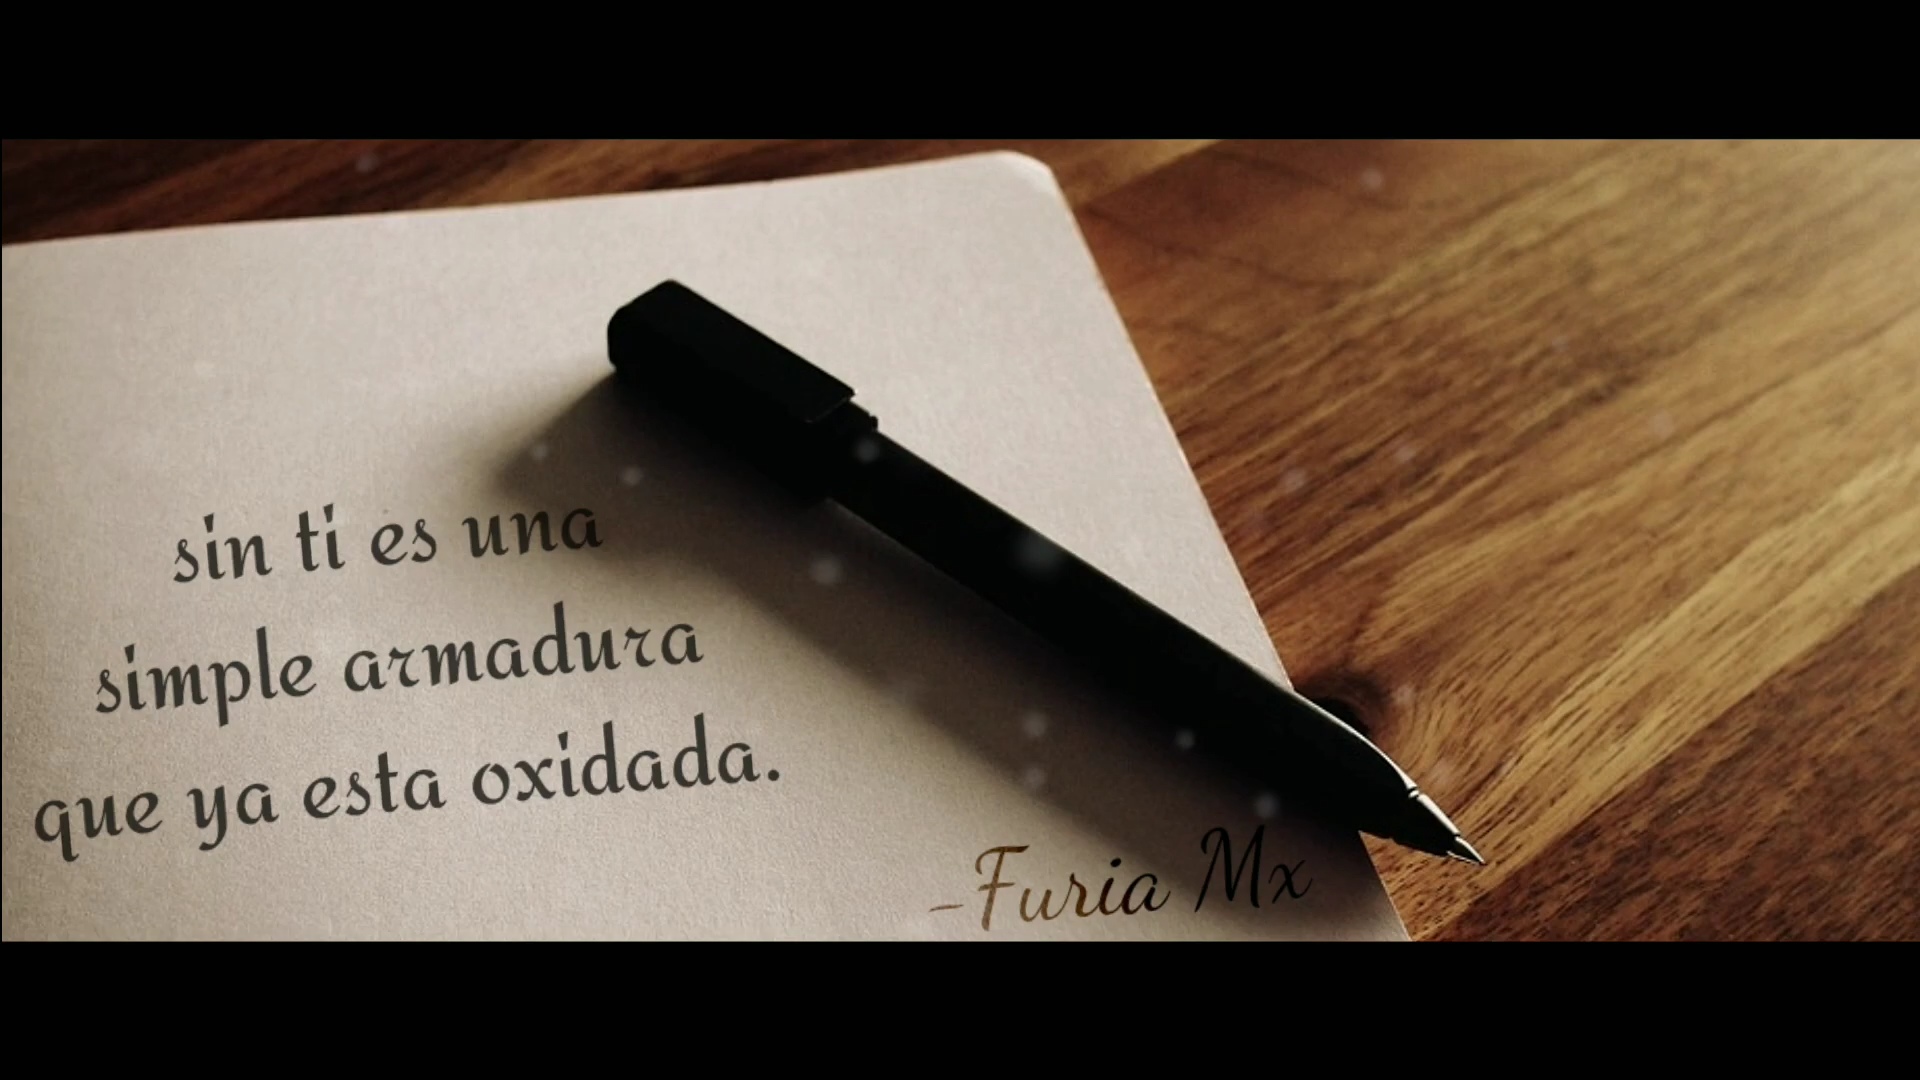 sin ti es una
simple armadura
que ya esta oxidada.
-Furia Mx